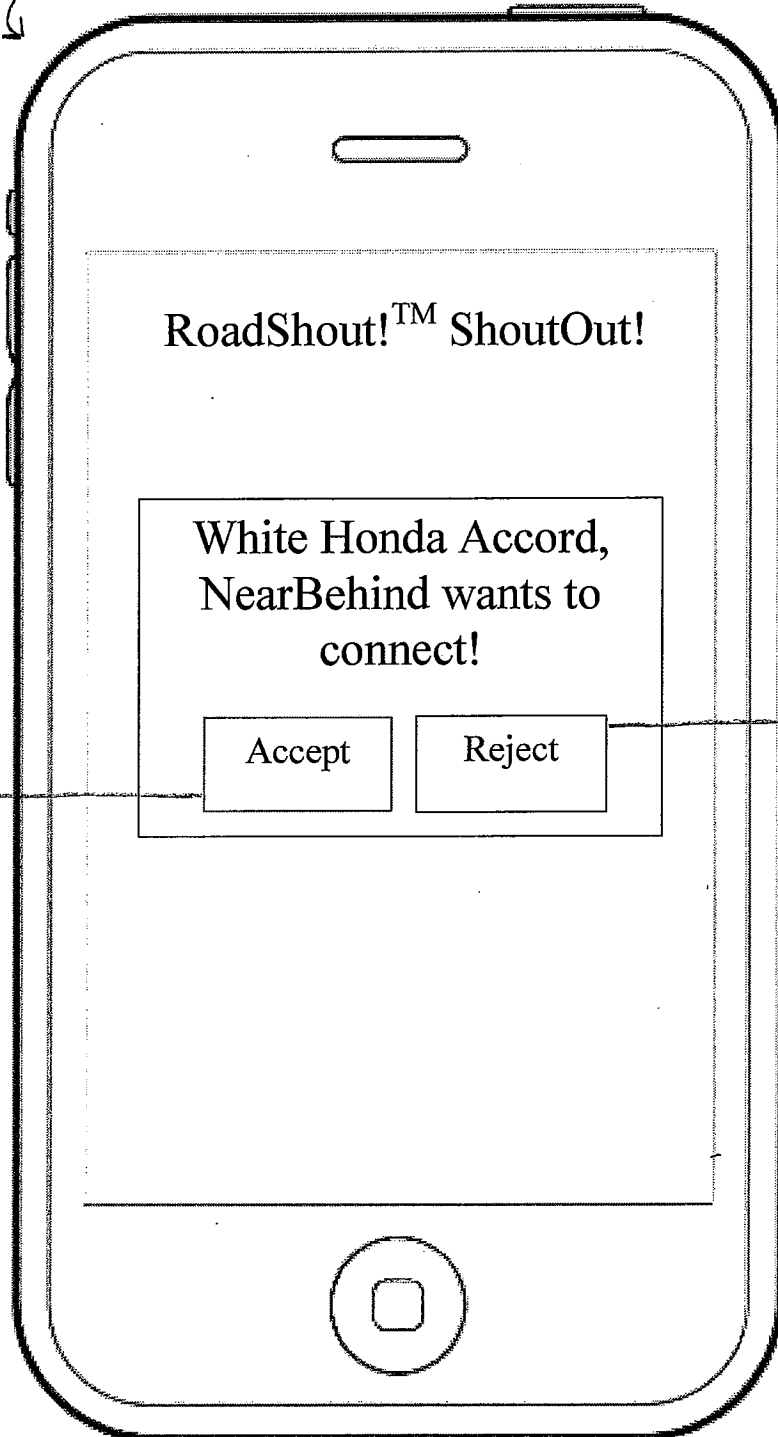 RoadShout!™ ShoutOut!
White Honda Accord,
NearBehind wants to
connect!
Accept Reject